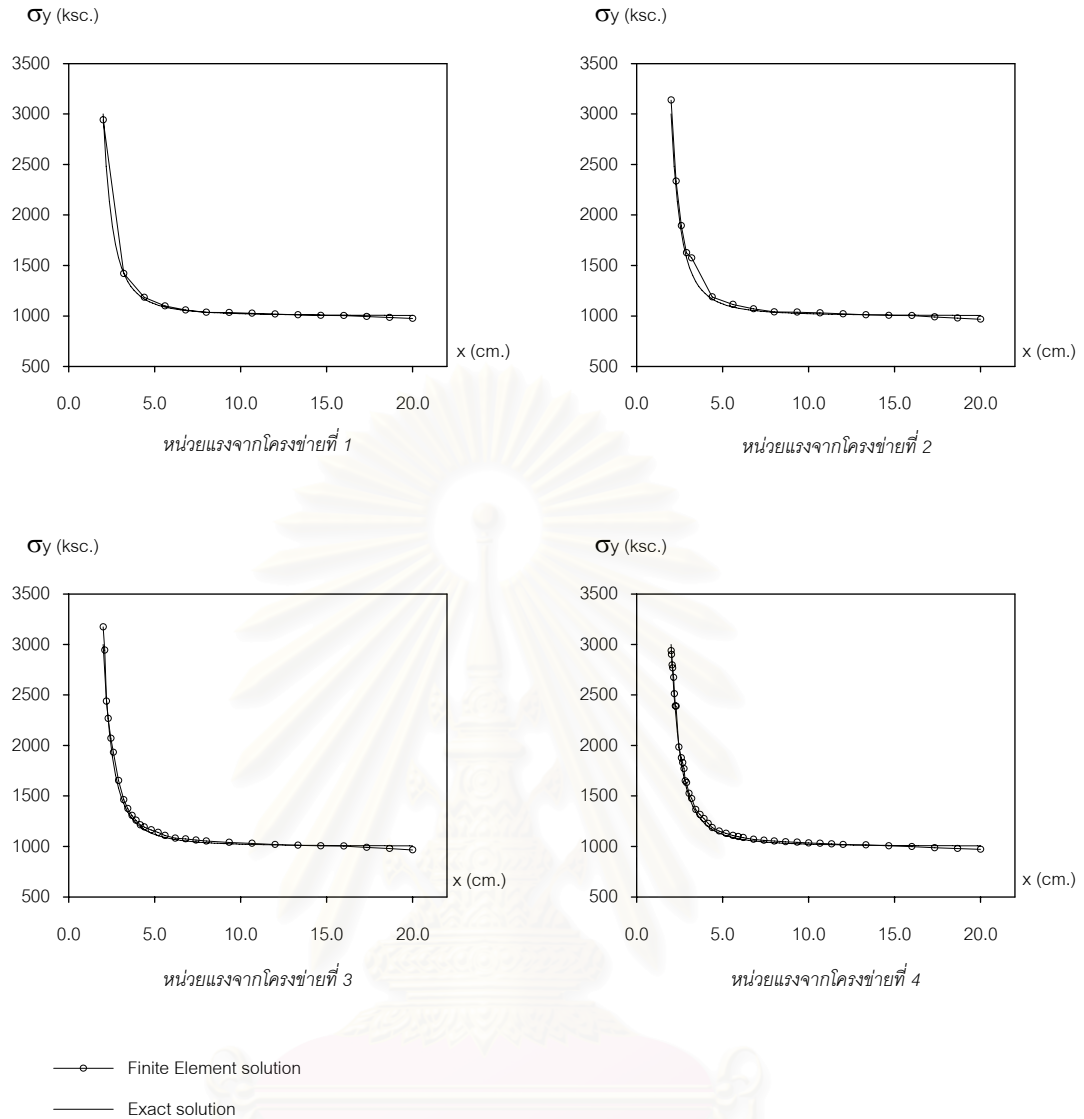 σy (ksc.)
3500
3000
2500
2000
1500
1000
500
0.0 5.0 10.0 15.0 20.0
x (cm.)
หน่วยแรงจากโครงข่ายที่ 1
σy (ksc.)
3500
3000
2500
2000
1500
1000
500
0.0 5.0 10.0 15.0 20.0
x (cm.)
หน่วยแรงจากโครงข่ายที่ 2
σy (ksc.)
3500
3000
2500
2000
1500
1000
500
0.0 5.0 10.0 15.0 20.0
x (cm.)
หน่วยแรงจากโครงข่ายที่ 3
σy (ksc.)
3500
3000
2500
2000
1500
1000
500
0.0 5.0 10.0 15.0 20.0
x (cm.)
หน่วยแรงจากโครงข่ายที่ 4
Finite Element solution
Exact solution